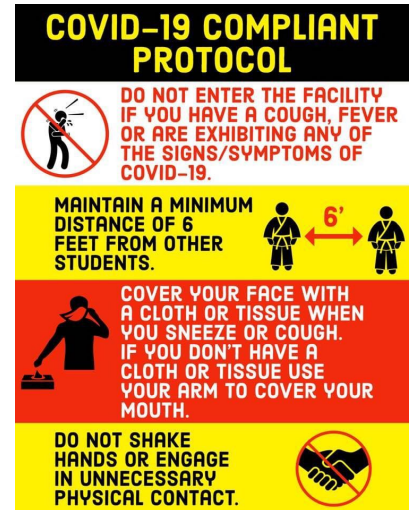 COVID-19 COMPLIANT
PROTOCOL
DO NOT ENTER THE FACILITY
IF YOU HAVE A COUGH, FEVER
OR ARE EXHIBITING ANY OF
THE SIGNS/SYMPTOMS OF
COVID-19.
MAINTAIN A MINIMUM
DISTANCE OF 6
FEET FROM OTHER
STUDENTS.
6'
COVER YOUR FACE WITH
A CLOTH OR TISSUE WHEN
YOU SNEEZE OR COUGH.
IF YOU DON'T HAVE A
CLOTH OR TISSUE USE
YOUR ARM TO COVER YOUR
MOUTH.
DO NOT SHAKE
HANDS OR ENGAGE
IN UNNECESSARY
PHYSICAL CONTACT.